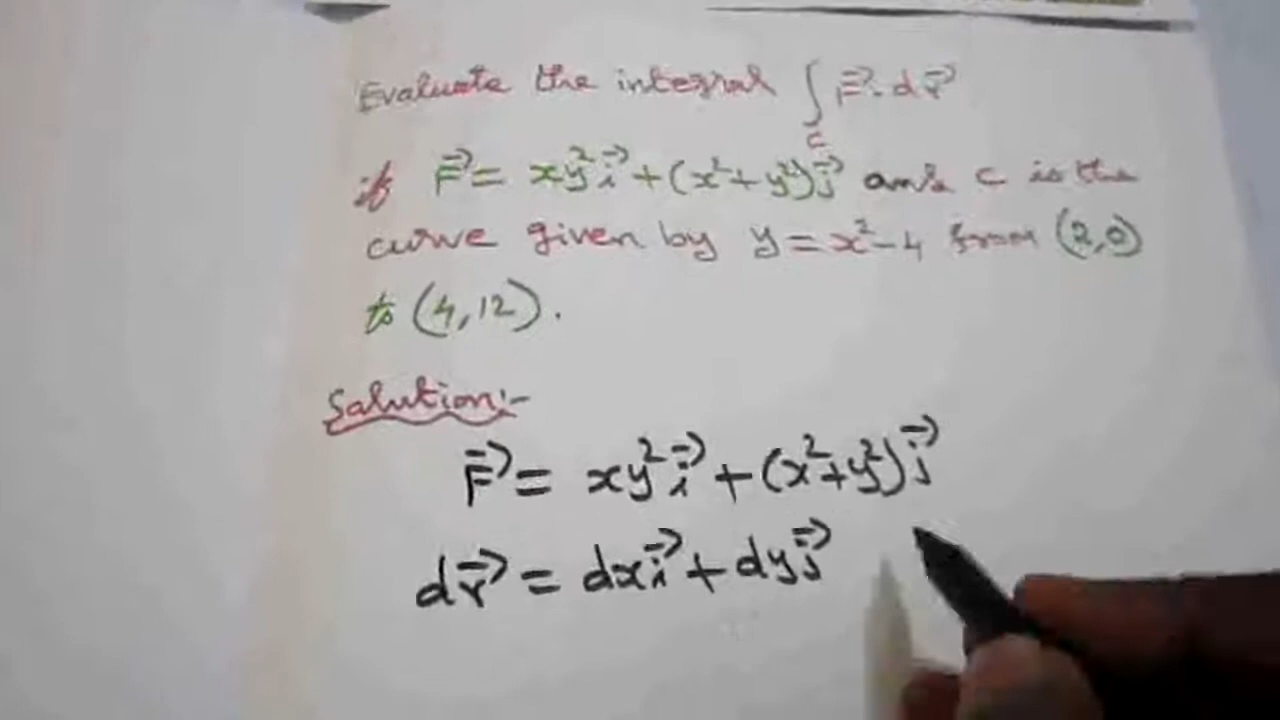 Evaluate the integral ∫_C F⃗.dr⃗
if F⃗ = xy² i⃗ + (x²+y²) j⃗ and C is the
curve given by y = x²-4 from (2,0)
to (4,12).
Solution:-
F⃗ = xy² i⃗ + (x²+y²) j⃗
dr⃗ = dx i⃗ + dy j⃗